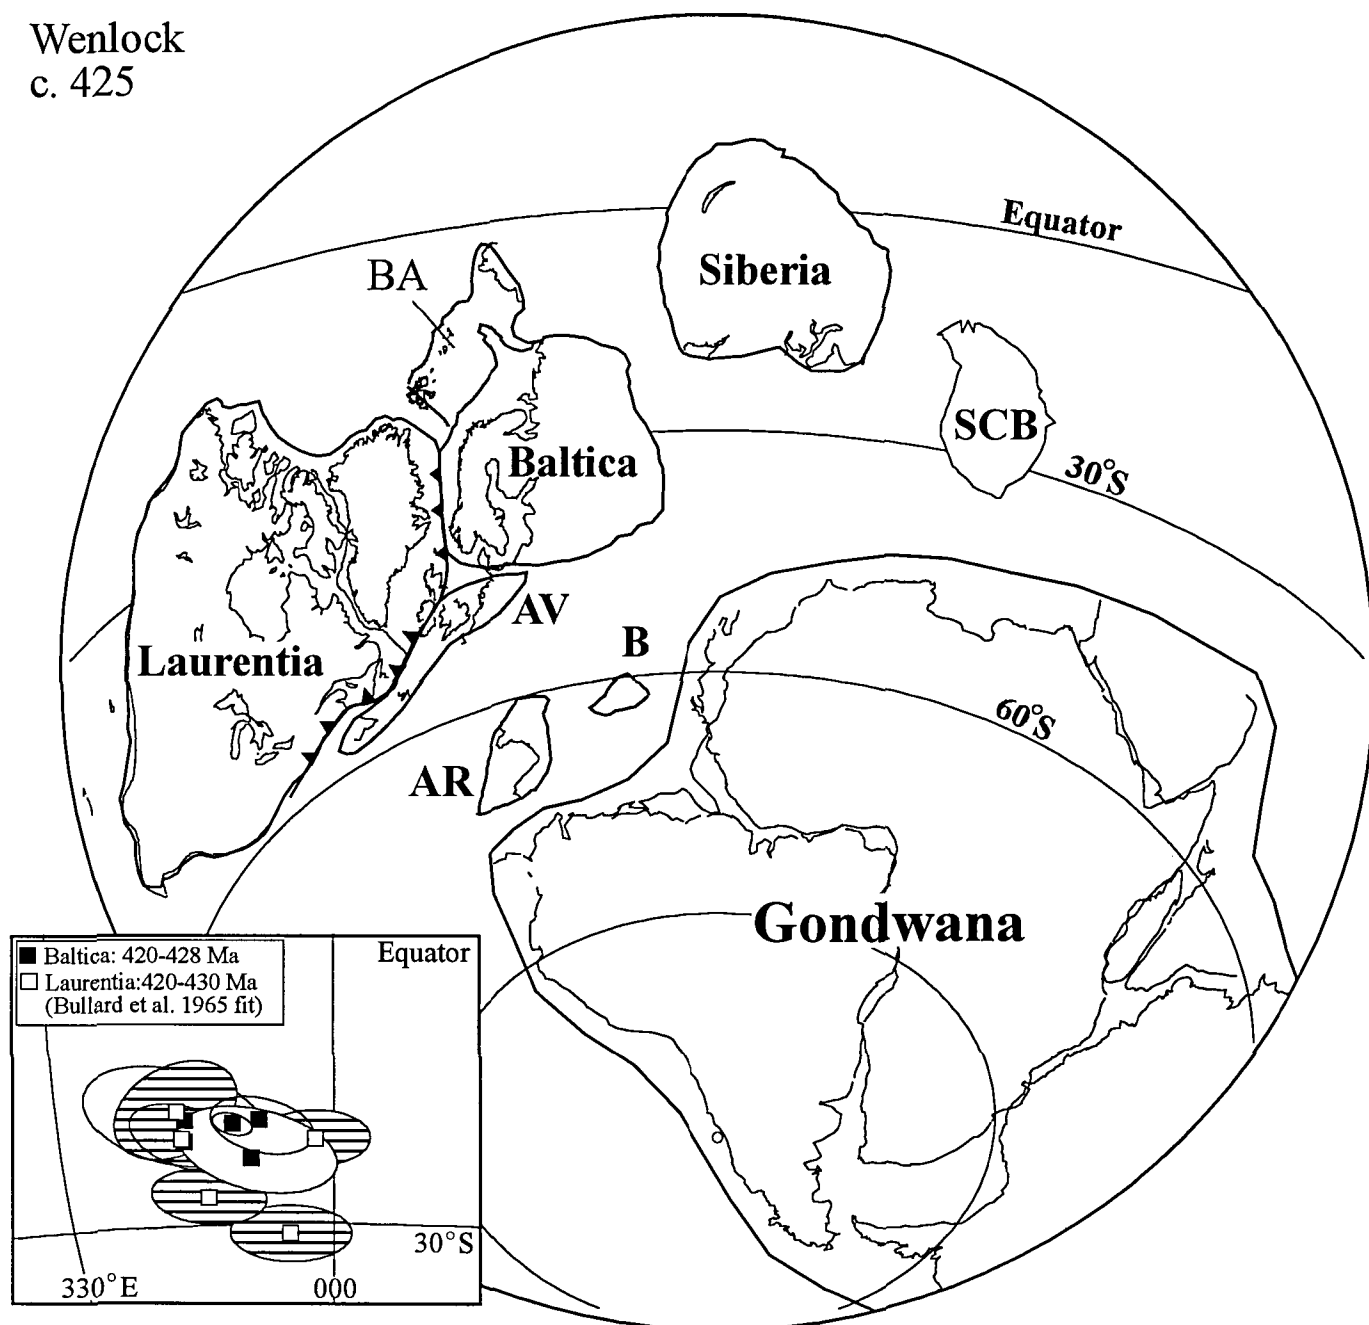 Wenlock
c. 425
Equator
Siberia
BA
SCB
Baltica
30°S
AV
Laurentia
B
60°S
AR
Gondwana
Baltica: 420-428 Ma
Equator
Laurentia:420-430 Ma
(Bullard et al. 1965 fit)
30°S
330°E
000